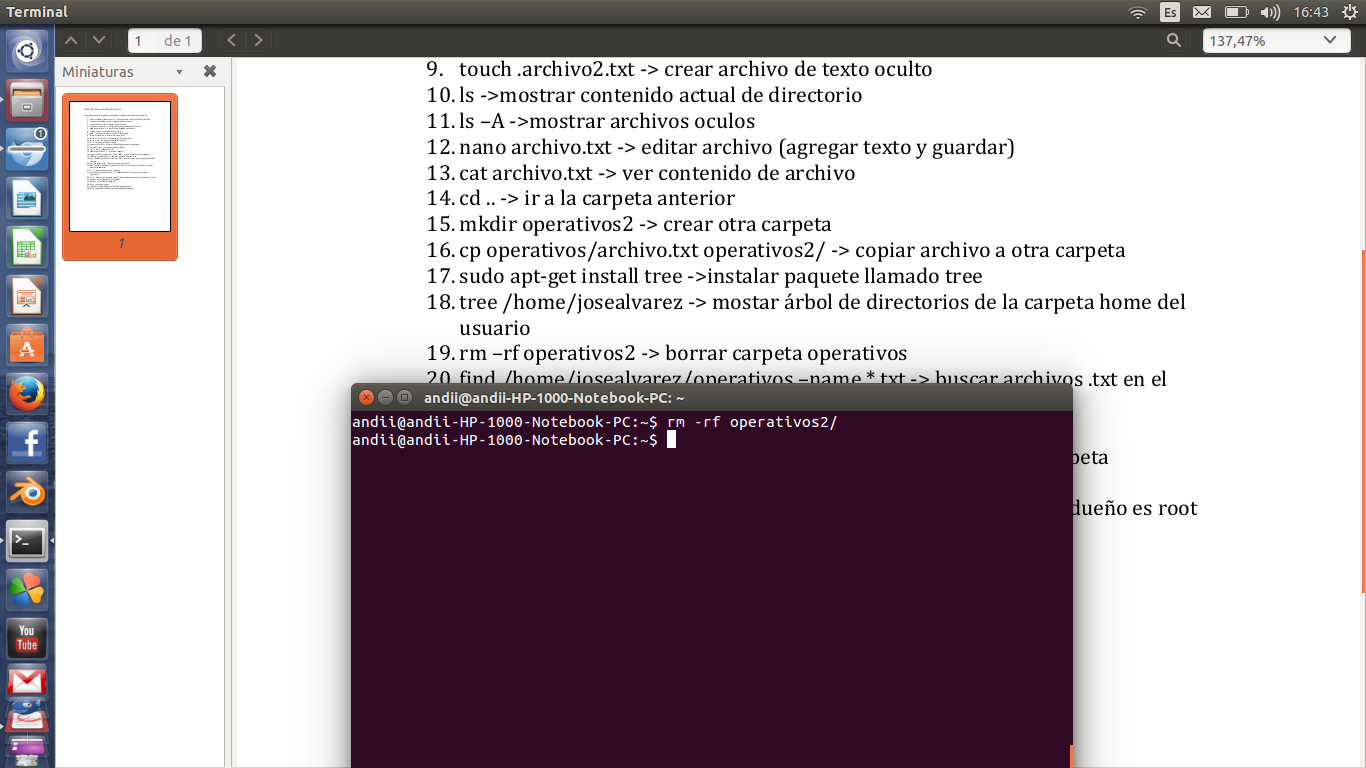 Terminal
Es
16:43
1 de 1
137,47%
Miniaturas
1
1
9. touch .archivo2.txt -> crear archivo de texto oculto
10. ls ->mostrar contenido actual de directorio
11. ls –A ->mostrar archivos oculos
12. nano archivo.txt -> editar archivo (agregar texto y guardar)
13. cat archivo.txt -> ver contenido de archivo
14. cd .. -> ir a la carpeta anterior
15. mkdir operativos2 -> crear otra carpeta
16. cp operativos/archivo.txt operativos2/ -> copiar archivo a otra carpeta
17. sudo apt-get install tree ->instalar paquete llamado tree
18. tree /home/josealvarez -> mostar árbol de directorios de la carpeta home del
usuario
19. rm –rf operativos2 -> borrar carpeta operativos
20. find /home/josealvarez/operativos –name *.txt -> buscar archivos .txt en el
peta
dueño es root
andii@andii-HP-1000-Notebook-PC: ~
andii@andii-HP-1000-Notebook-PC:~$ rm -rf operativos2/
andii@andii-HP-1000-Notebook-PC:~$
You
Tube